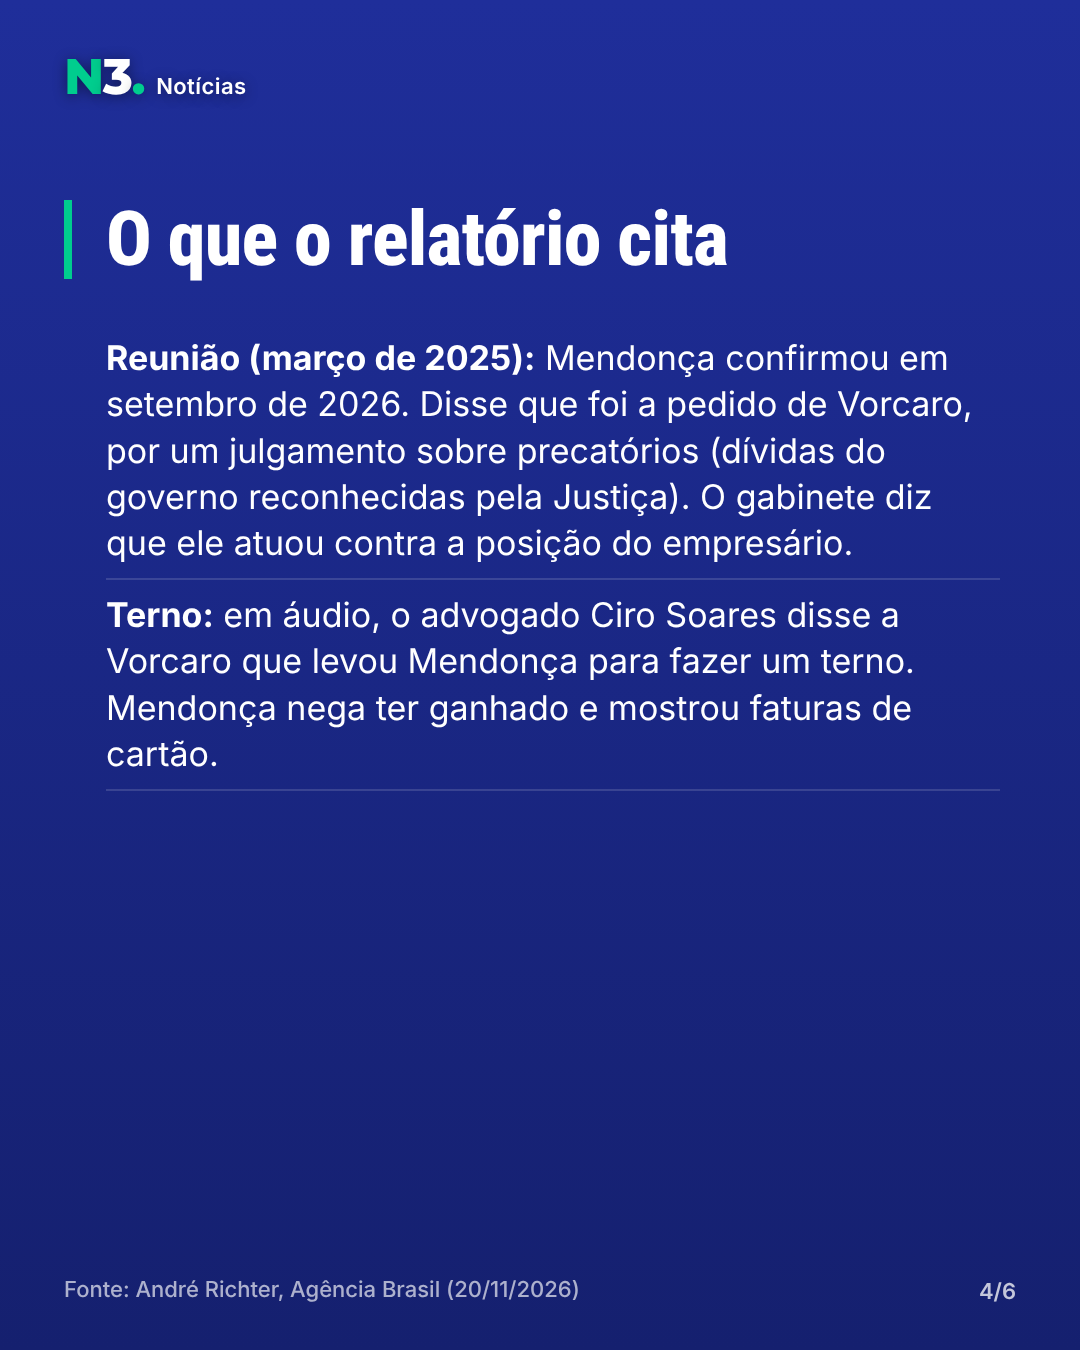 N3. Notícias
O que o relatório cita
Reunião (março de 2025): Mendonça confirmou em
setembro de 2026. Disse que foi a pedido de Vorcaro,
por um julgamento sobre precatórios (dívidas do
governo reconhecidas pela Justiça). O gabinete diz
que ele atuou contra a posição do empresário.
Terno: em áudio, o advogado Ciro Soares disse a
Vorcaro que levou Mendonça para fazer um terno.
Mendonça nega ter ganhado e mostrou faturas de
cartão.
Fonte: André Richter, Agência Brasil (20/11/2026)
4/6